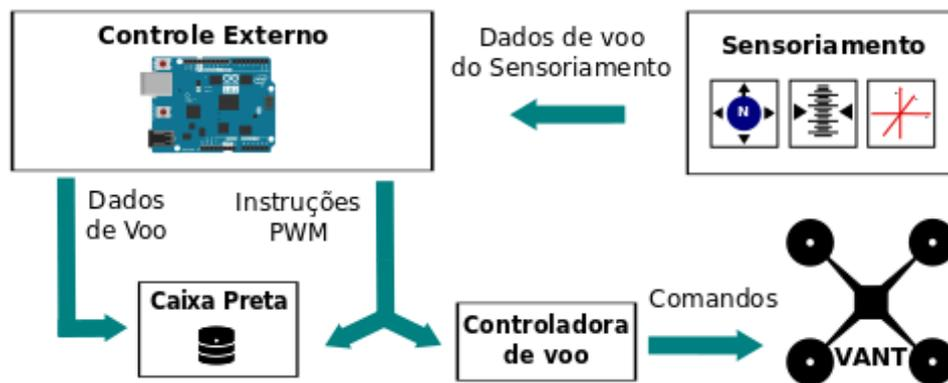 Controle Externo
Dados de voo
do Sensoriamento
Sensoriamento
N
Dados
de Voo
Instruções
PWM
Caixa Preta
Controladora
de voo
Comandos
VANT